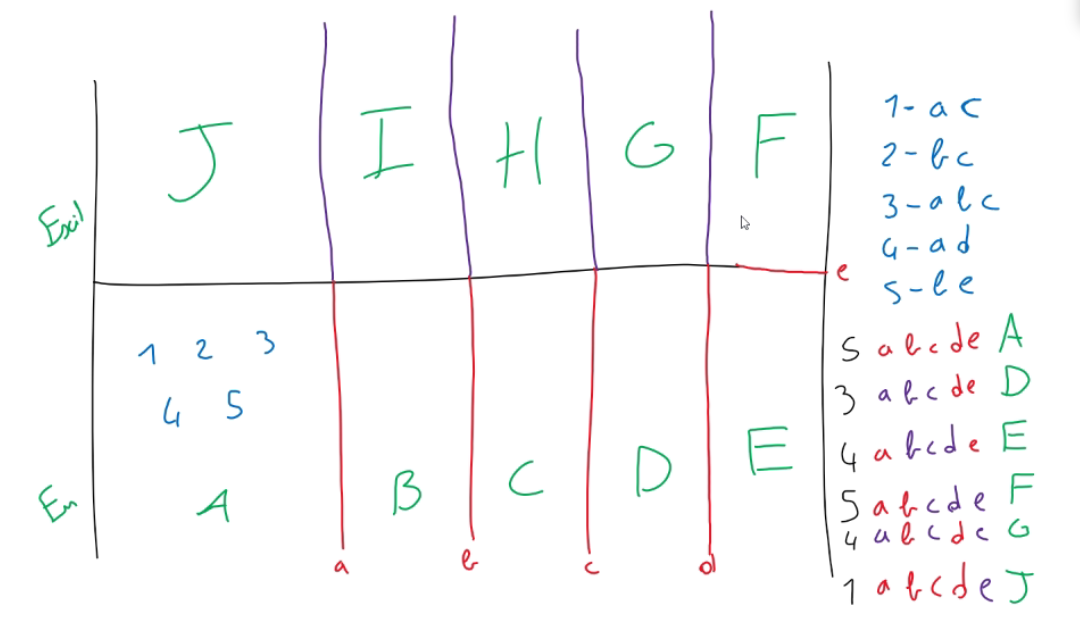 J I H G F
1- a c
2- b c
3- a b c
4- a d
5- b e
Exil
e
1 2 3
4 5
En
A B C D E
a b c d
5 a b c d e A
3 a b c d e D
4 a b c d e E
5 a b c d e F
4 a b c d e G
1 a b c d e J